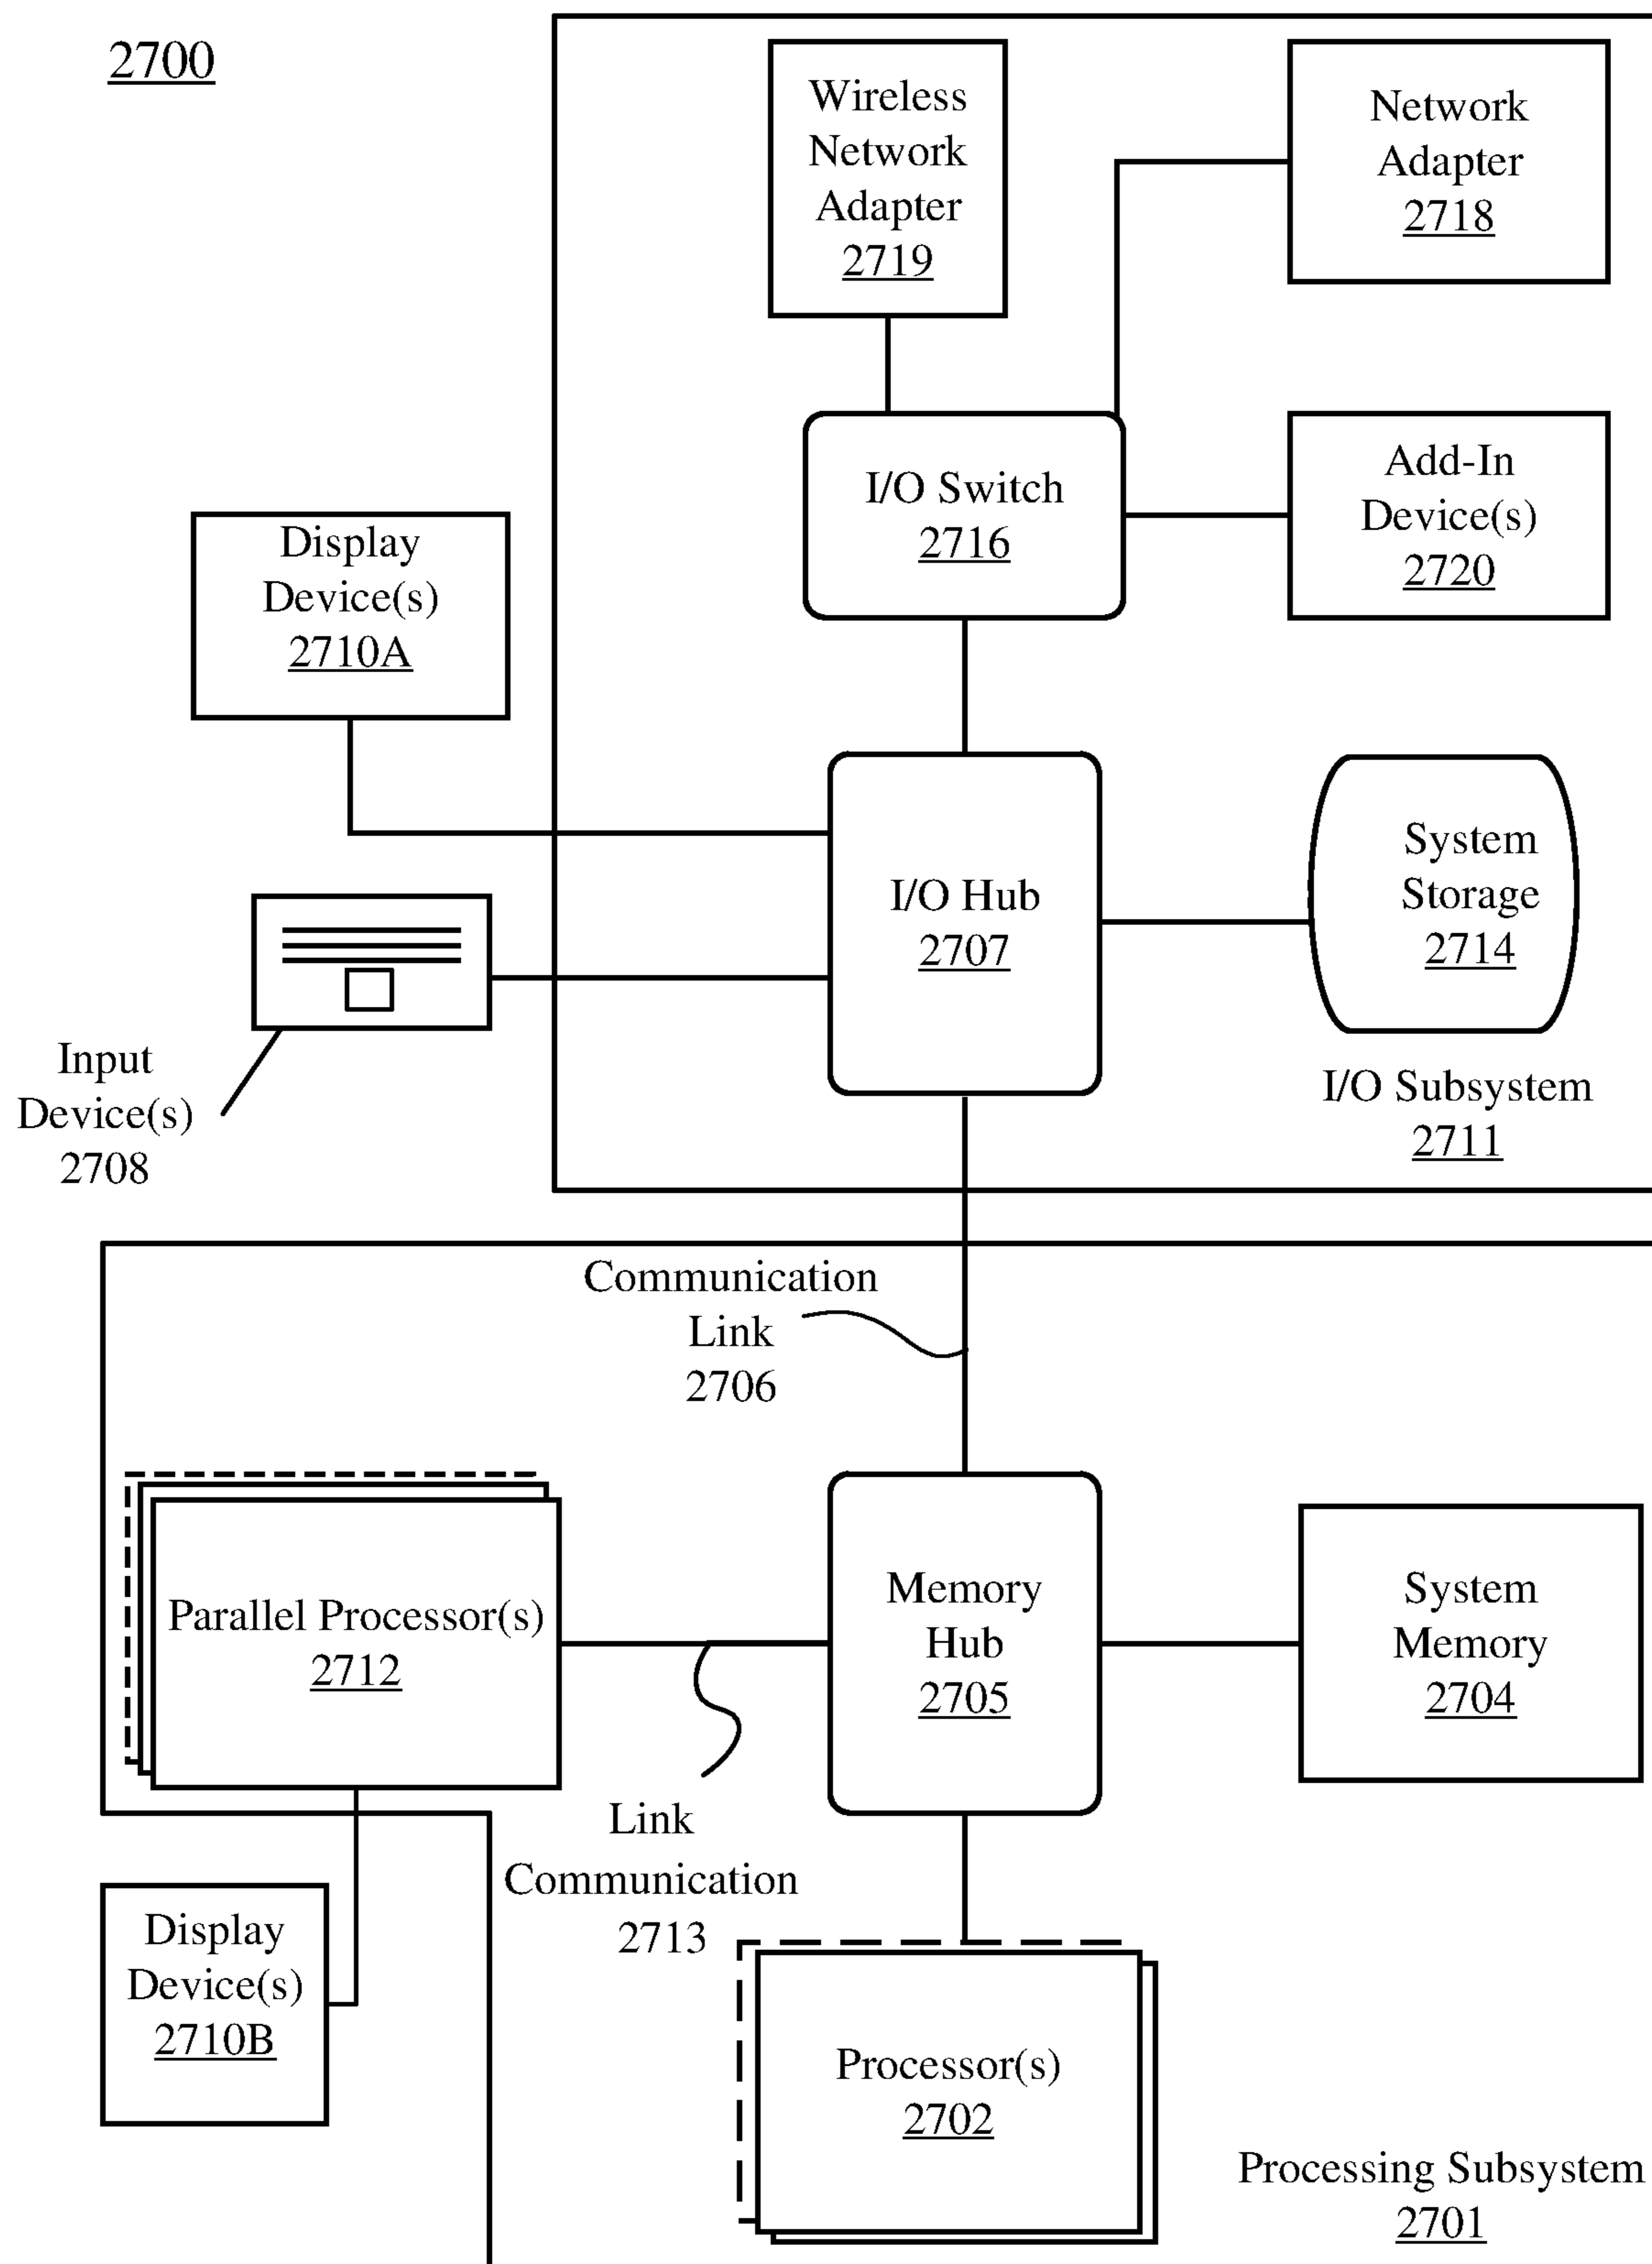 2700
Wireless
Network
Adapter
2719
Network
Adapter
2718
I/O Switch
2716
Add-In
Device(s)
2720
Display
Device(s)
2710A
I/O Hub
2707
System
Storage
2714
Input
Device(s)
2708
I/O Subsystem
2711
Communication
Link
2706
Parallel Processor(s)
2712
Memory
Hub
2705
System
Memory
2704
Link
Communication
2713
Display
Device(s)
2710B
Processor(s)
2702
Processing Subsystem
2701